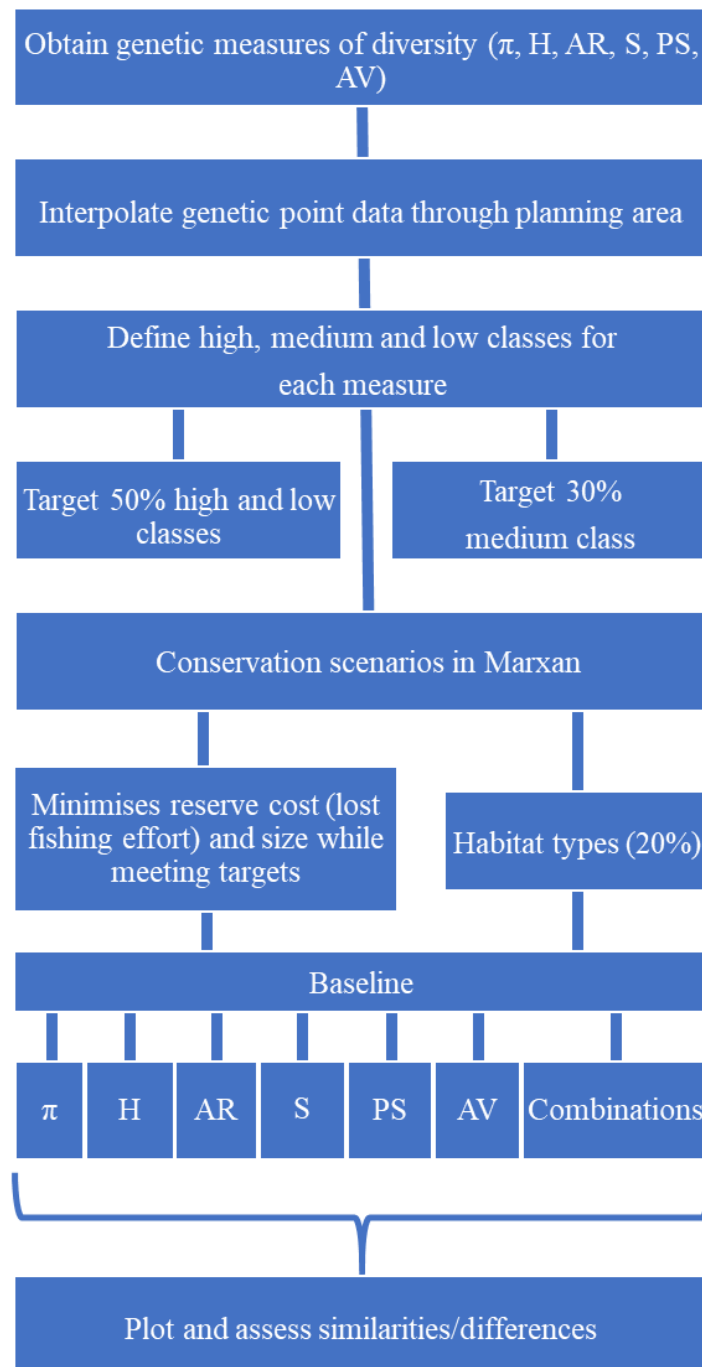 Obtain genetic measures of diversity (π, H, AR, S, PS,
AV)
Interpolate genetic point data through planning area
Define high, medium and low classes for
each measure
Target 50% high and low
classes
Target 30%
medium class
Conservation scenarios in Marxan
Minimises reserve cost (lost
fishing effort) and size while
meeting targets
Habitat types (20%)
Baseline
π
H
AR
S
PS
AV
Combinations
Plot and assess similarities/differences